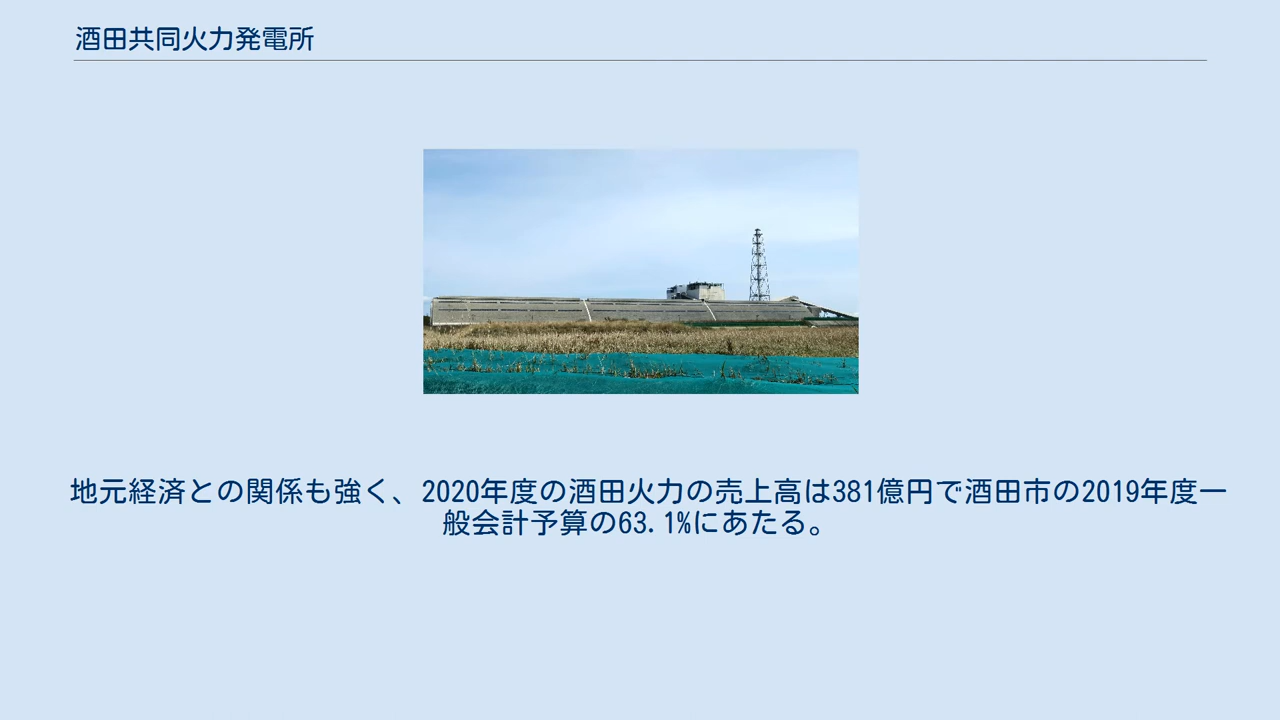 酒田共同火力発電所
地元経済との関係も強く、2020年度の酒田火力の売上高は381億円で酒田市の2019年度一
般会計予算の63.1%にあたる。